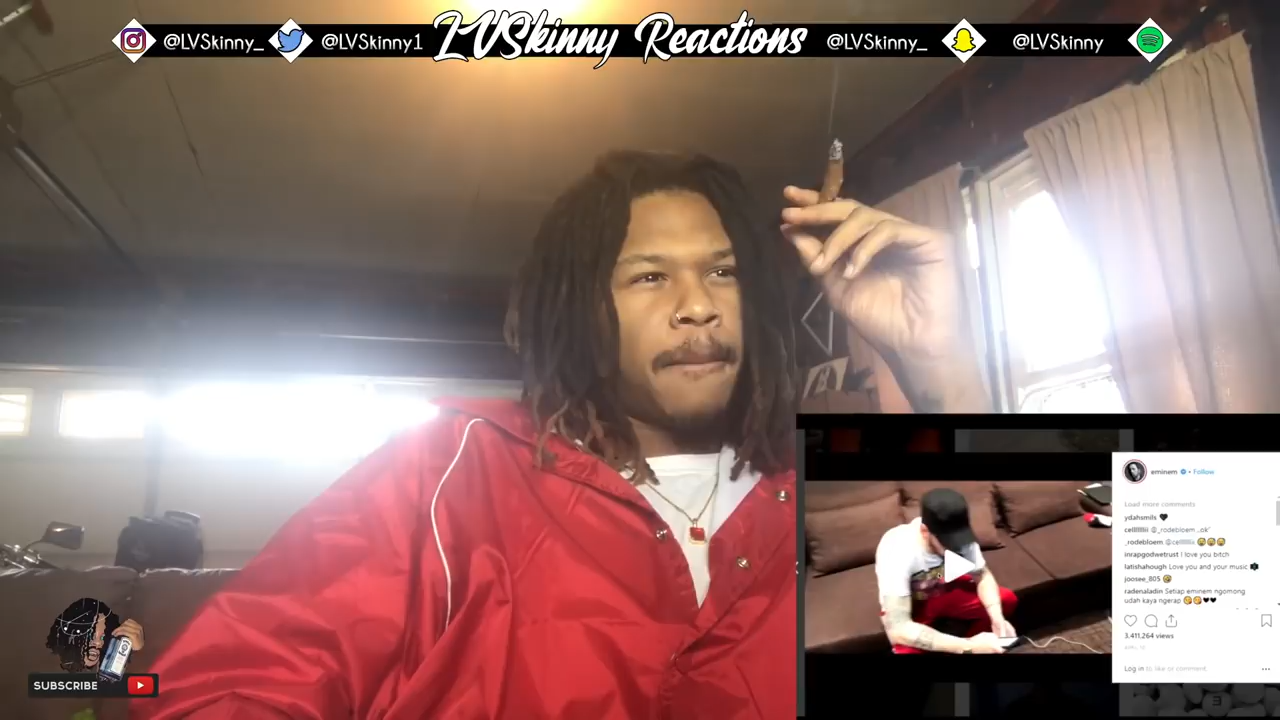 @LVSkinny_ @LVSkinny1 LVSkinny Reactions @LVSkinny_ @LVSkinny
eminem • Follow
Load more comments
ydahsmils 🖤
_rodebloem
inrapgodwetrust I love you bitch
latishahough Love you and your music
joosee_805
radenaladin Setiap eminem ngomong
udah kaya ngerap
3,411,264 views
Log in to like or comment.
SUBSCRIBE